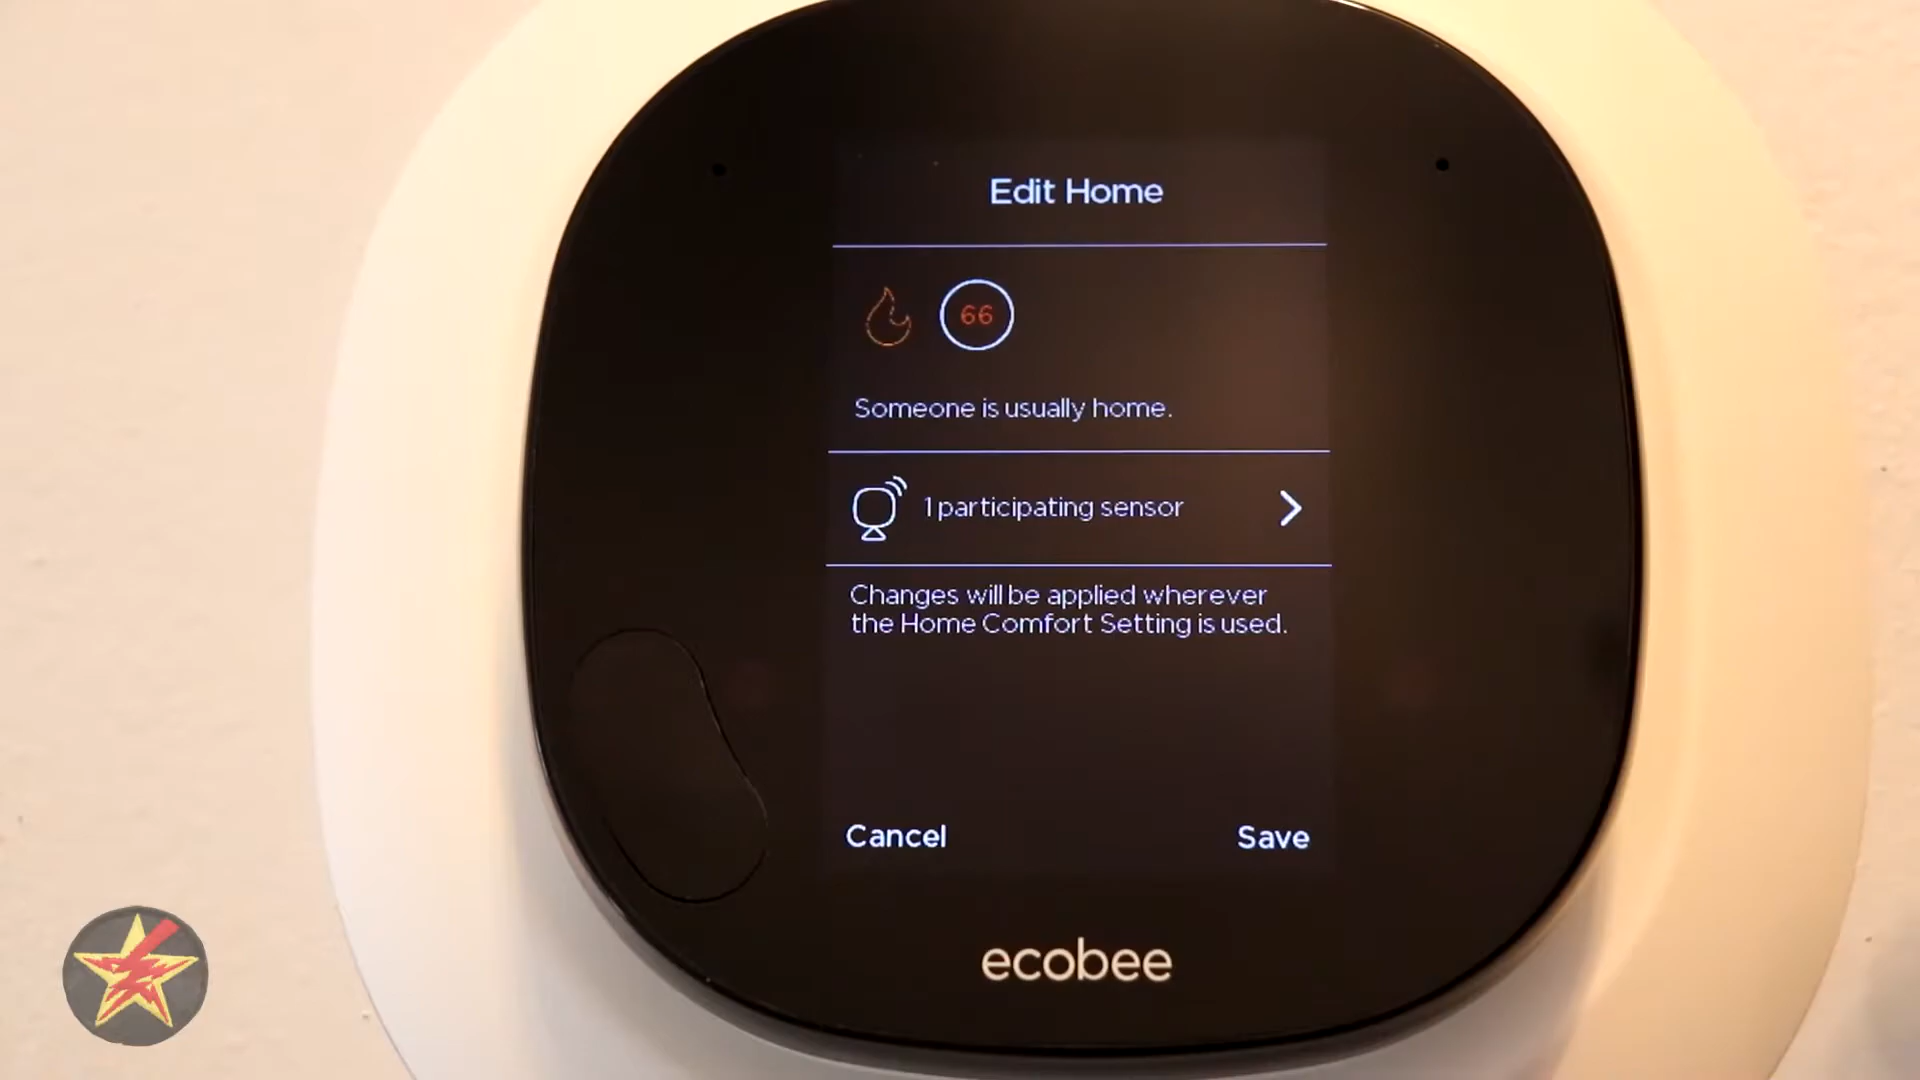 Edit Home
66
Someone is usually home.
1 participating sensor
Changes will be applied wherever
the Home Comfort Setting is used.
Cancel Save
ecobee